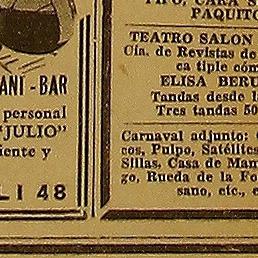 ANI - BAR
personal
"JULIO"
iente y
L I 48
TIPO, CARA S
PAQUITO
TEATRO SALON
Cía. de Revistas de
ca tiple cóm
ELISA BERU
Tandas desde l
Tres tandas 50
Carnaval adjunto: C
cos, Pulpo, Satélites
Sillas, Casa de Man
go, Rueda de la Fo
sano, etc., e